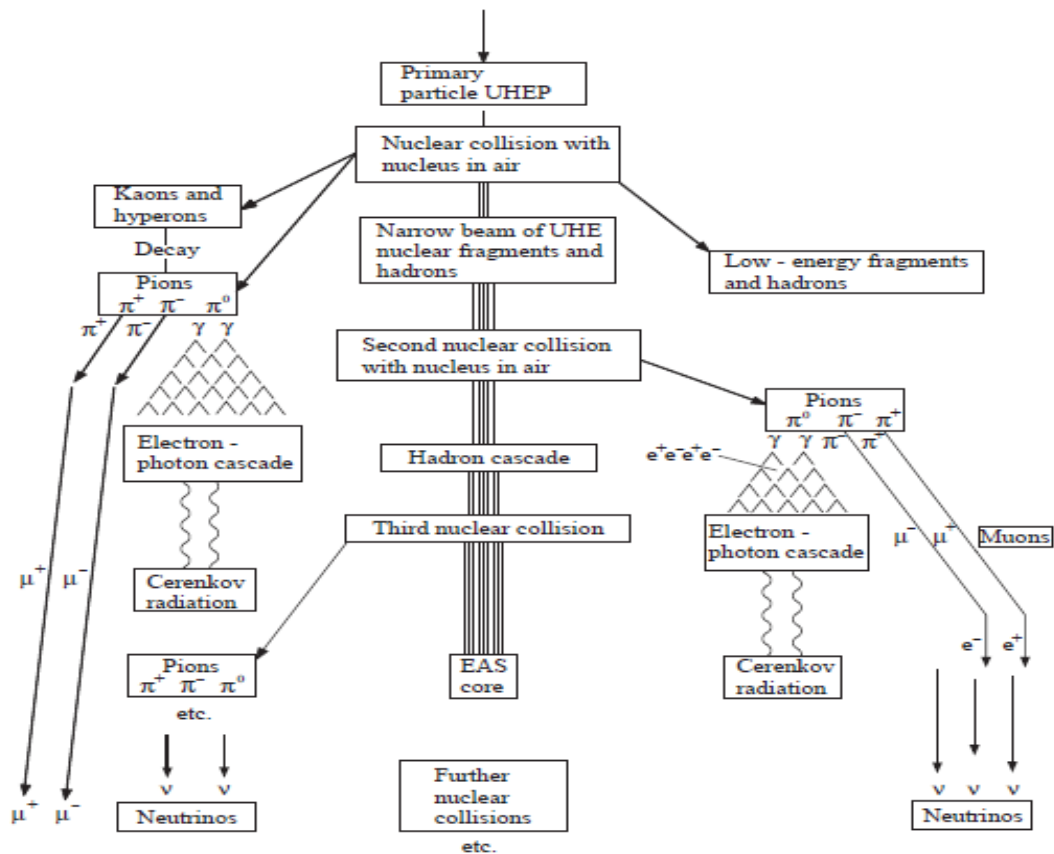 Primary
particle UHEP
Nuclear collision with
nucleus in air
Kaons and
hyperons
Decay
Pions
π⁺ π⁻ π⁰
π⁺ π⁻ γ γ
Narrow beam of UHE
nuclear fragments and
hadrons
Low - energy fragments
and hadrons
Second nuclear collision
with nucleus in air
Pions
π⁰ π⁻ π⁺
γ γ π⁻ π⁺
e⁺e⁻e⁺e⁻
Electron -
photon cascade
Hadron cascade
Electron -
photon cascade
Third nuclear collision
μ⁻ μ⁺
Muons
μ⁺ μ⁻
Cerenkov
radiation
e⁻ e⁺
Pions
π⁺ π⁻ π⁰
etc.
EAS
core
Cerenkov
radiation
ν ν
Neutrinos
μ⁺ μ⁻
Further
nuclear
collisions
etc.
ν ν ν
Neutrinos